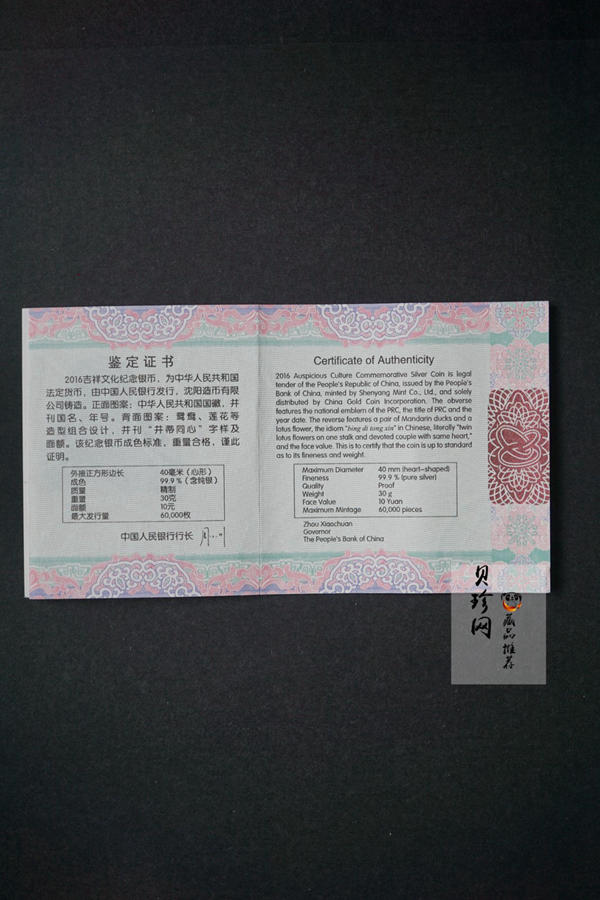 鉴定证书
2016吉祥文化纪念银币，为中华人民共和国
法定货币，由中国人民银行发行，沈阳造币有限
公司铸造。正面图案：中华人民共和国国徽，并
刊国名、年号。背面图案：鸳鸯、莲花等
造型组合设计，并刊“并蒂同心”字样及
面额。该纪念银币成色标准，重量合格，谨此
证明。
外接正方形边长 40毫米（心形）
成色 99.9％（含纯银）
质量 精制
重量 30克
面额 10元
最大发行量 60,000枚
中国人民银行行长
Certificate of Authenticity
2016 Auspicious Culture Commemorative Silver Coin is legal
tender of the People's Republic of China, issued by the People's
Bank of China, minted by Shenyang Mint Co., Ltd., and solely
distributed by China Gold Coin Incorporation. The obverse
features the national emblem of the PRC, the title of PRC and the
year date. The reverse features a pair of Mandarin ducks and a
lotus flower, the idiom "bing di tong xin" in Chinese, literally "twin
lotus flowers on one stalk and devoted couple with same heart,"
and the face value. This is to certify that the coin is up to standard
as to its fineness and weight.
Maximum Diameter 40 mm (heart-shaped)
Fineness 99.9 % (pure silver)
Quality Proof
Weight 30 g
Face Value 10 Yuan
Maximum Mintage 60,000 pieces
Zhou Xiaochuan
Governor
The People's Bank of China
贝珍网
藏品推荐